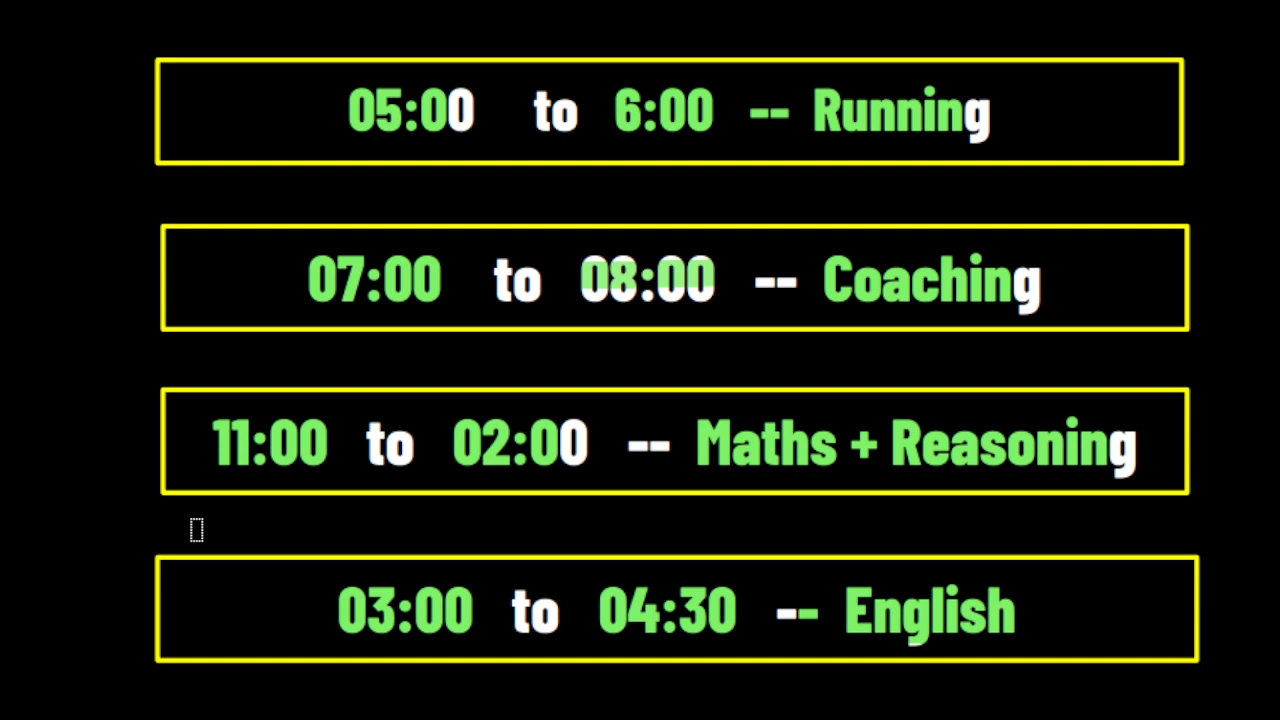 05:00 to 6:00 -- Running
07:00 to 08:00 -- Coaching
11:00 to 02:00 -- Maths + Reasoning
03:00 to 04:30 -- English